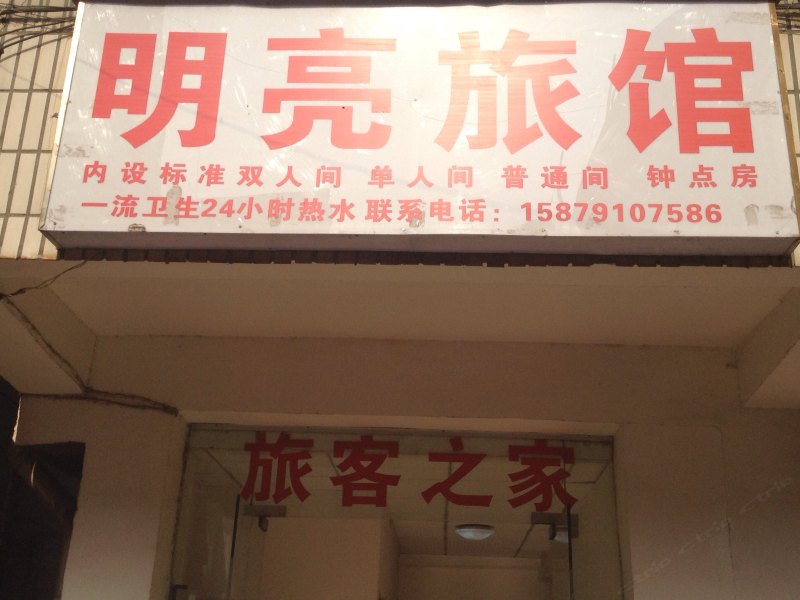 明亮旅馆
内设标准双人间 单人间 普通间 钟点房
一流卫生24小时热水 联系电话：15879107586
旅客之家